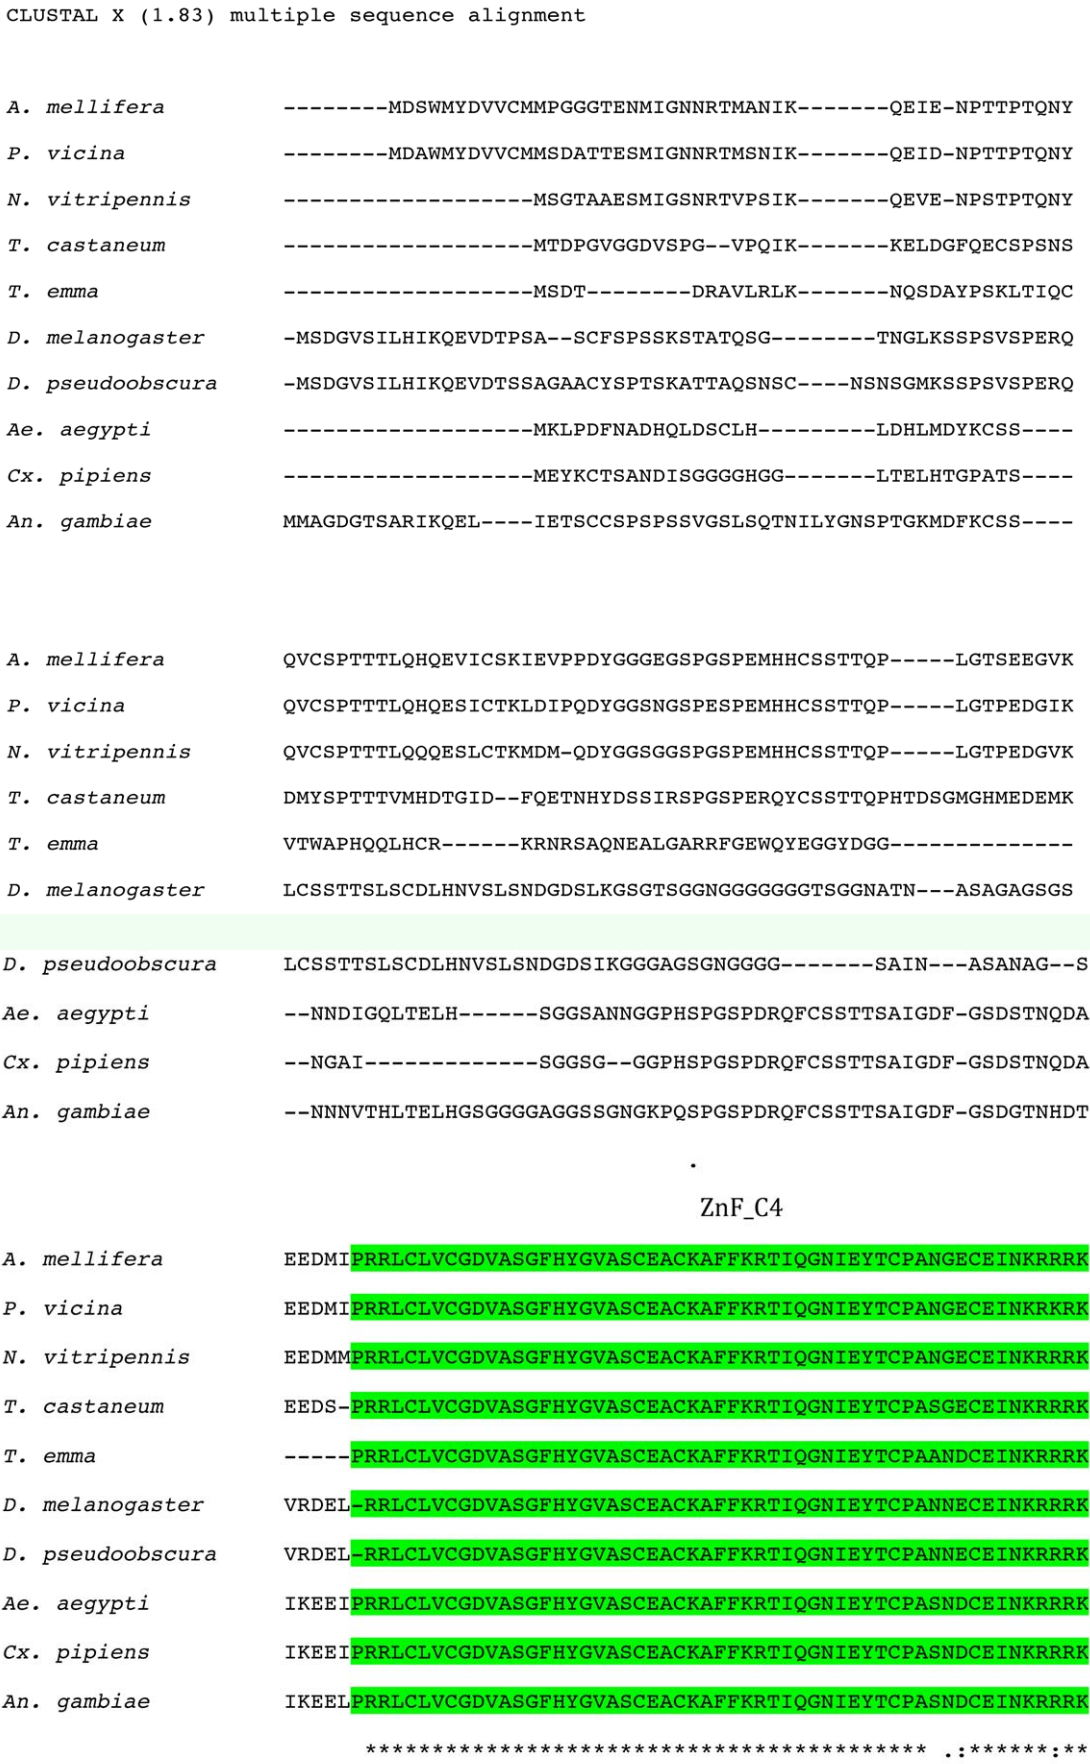 CLUSTAL X (1.83) multiple sequence alignment
A. mellifera --------MDSWMYDVVCMMPGGGTENMIGNNRTMANIK-------QEIE-NPTTPTQNY
P. vicina --------MDAWMYDVVCMMSDATTESMIGNNRTMSNIK-------QEID-NPTTPTQNY
N. vitripennis -------------------MSGTAAESMIGSNRTVPSIK-------QEVE-NPSTPTQNY
T. castaneum -------------------MTDPGVGGDVSPG--VPQIK-------KELDGFQECSPSNS
T. emma -------------------MSDT--------DRAVLRLK-------NQSDAYPSKLTIQC
D. melanogaster -MSDGVSILHIKQEVDTPSA--SCFSPSSKSTATQSG--------TNGLKSSPSVSPERQ
D. pseudoobscura -MSDGVSILHIKQEVDTSSAGAACYSPTSKATTAQSNSC----NSNSGMKSSPSVSPERQ
Ae. aegypti -------------------MKLPDFNADHQLDSCLH---------LDHLMDYKCSS----
Cx. pipiens -------------------MEYKCTSANDISGGGGHGG-------LTELHTGPATS----
An. gambiae MMAGDGTSARIKQEL----IETSCCSPSPSSVGSLSQTNILYGNSPTGKMDFKCSS----
A. mellifera QVCSPTTTTLQHQEVICSKIEVPPDYGGGEGSPGSPEMHHCSSTTQP-----LGTSEEGVK
P. vicina QVCSPTTTTLQHQESICTKLDIPQDYGGSNGSPESPEMHHCSSTTQP-----LGTPEDGIK
N. vitripennis QVCSPTTTTLQQQESLCTKMDM-QDYGGSGGSPGSPEMHHCSSTTQP-----LGTPEDGVK
T. castaneum DMYSPTTTVMHDTGID--FQETNHYDSSIRSPGSPERQYCSSTTQPHTDSGMGHMEDEMK
T. emma VTWAPHQQLHCR------KRNRSAQNEALGARRFGEWQYEGGYDGG--------------
D. melanogaster LCSSTTSLSCDLHNVSLSNDGDSLKGSGTSGGNGGGGGGGTSGGNATN---ASAGAGSGS
D. pseudoobscura LCSSTTSLSCDLHNVSLSNDGDSIKGGGAGSGNGGGG-------SAIN---ASANAG--S
Ae. aegypti --NNDIGQLTELH------SGGSANNGGPHSPGSPDRQFCSSTTSAIGDF-GSDSTNQDA
Cx. pipiens --NGAI-------------SGGSG--GGPHSPGSPDRQFCSSTTSAIGDF-GSDSTNQDA
An. gambiae --NNNVTHLTELHGSGGGGAGGSSGNGKPQSPGSPDRQFCSSTTSAIGDF-GSDGTNHDT
.
ZnF_C4
A. mellifera EEDMIPRRLCLVCGDVASGFHYGVASCEACKAFFKRTIQGNIEYTCPANGECEINKRRRK
P. vicina EEDMIPRRLCLVCGDVASGFHYGVASCEACKAFFKRTIQGNIEYTCPANGECEINKRKRK
N. vitripennis EEDMMPRRLCLVCGDVASGFHYGVASCEACKAFFKRTIQGNIEYTCPANGECEINKRRRK
T. castaneum EEDS-PRRLCLVCGDVASGFHYGVASCEACKAFFKRTIQGNIEYTCPASGECEINKRRRK
T. emma -----PRRLCLVCGDVASGFHYGVASCEACKAFFKRTIQGNIEYTCPAANDCEINKRRRK
D. melanogaster VRDEL-RRLCLVCGDVASGFHYGVASCEACKAFFKRTIQGNIEYTCPANNECEINKRRRK
D. pseudoobscura VRDEL-RRLCLVCGDVASGFHYGVASCEACKAFFKRTIQGNIEYTCPANNECEINKRRRK
Ae. aegypti IKEEIPRRLCLVCGDVASGFHYGVASCEACKAFFKRTIQGNIEYTCPASNDCEINKRRRK
Cx. pipiens IKEEIPRRLCLVCGDVASGFHYGVASCEACKAFFKRTIQGNIEYTCPASNDCEINKRRRK
An. gambiae IKEELPRRLCLVCGDVASGFHYGVASCEACKAFFKRTIQGNIEYTCPASNDCEINKRRRK
****************************************** .:******:**